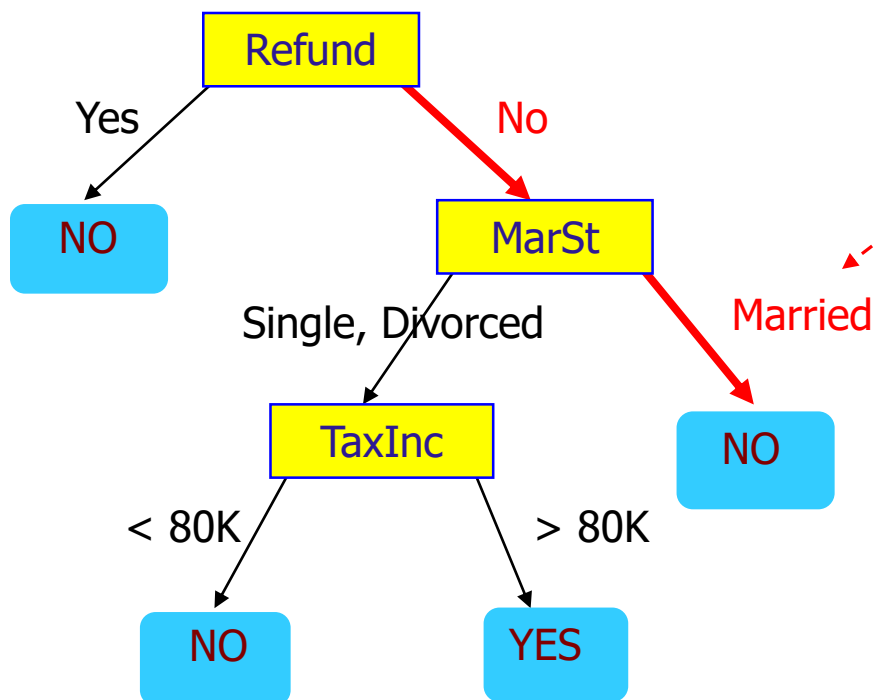 Refund
Yes
No
NO
MarSt
Single, Divorced
Married
TaxInc
NO
< 80K
> 80K
NO
YES